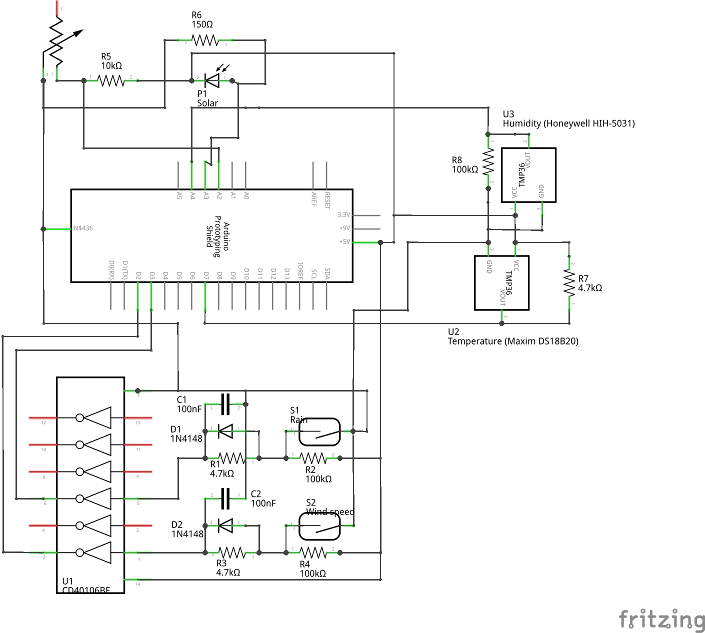 R6
150Ω
R5
10kΩ
P1
Solar
U3
Humidity (Honeywell HIH-5031)
R8
100kΩ
VOUT
TMP36
VCC
GND
A5
A4
A3
A2
A1
A0
AREF
RESET
N$436
Arduino
Prototyping
Shield
3.3V
+9V
+5V
D0(RX)
D1(TX)
D2
D3
D4
D5
D6
D7
D8
D9
D10
D11
D12
D13
IOREF
SCL
SDA
GND
VCC
TMP36
VOUT
R7
4.7kΩ
U2
Temperature (Maxim DS18B20)
C1
100nF
D1
1N4148
S1
Rain
R1
4.7kΩ
R2
100kΩ
C2
100nF
S2
Wind speed
D2
1N4148
R3
4.7kΩ
R4
100kΩ
U1
CD40106BE
fritzing